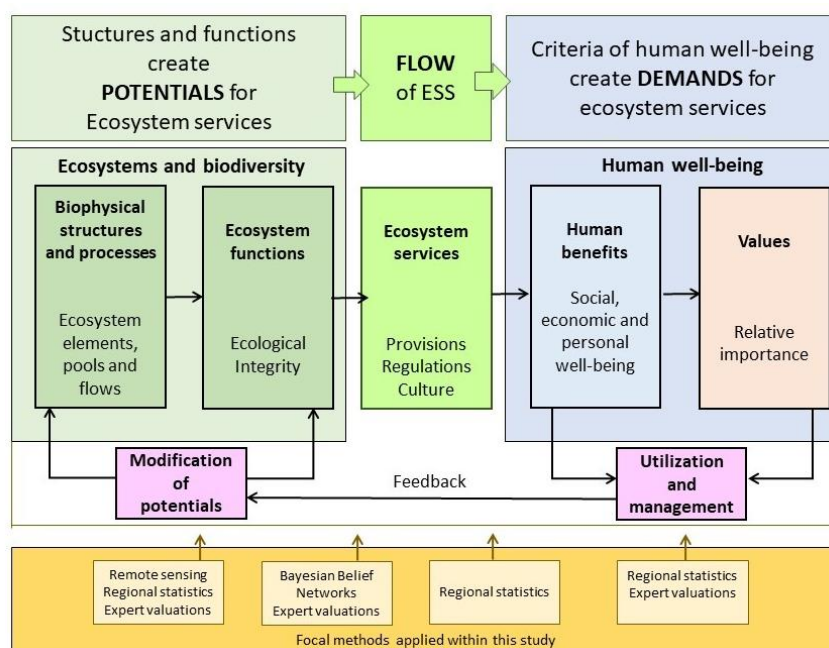 Stuctures and functions
create
POTENTIALS for
Ecosystem services
FLOW
of ESS
Criteria of human well-being
create DEMANDS for
ecosystem services
Ecosystems and biodiversity
Human well-being
Biophysical
structures
and processes
Ecosystem
elements,
pools and
flows
Ecosystem
functions
Ecological
Integrity
Ecosystem
services
Provisions
Regulations
Culture
Human
benefits
Social,
economic and
personal
well-being
Values
Relative
importance
Modification
of
potentials
Feedback
Utilization
and
management
Remote sensing
Regional statistics
Expert valuations
Bayesian Belief
Networks
Expert valuations
Regional statistics
Regional statistics
Expert valuations
Focal methods applied within this study